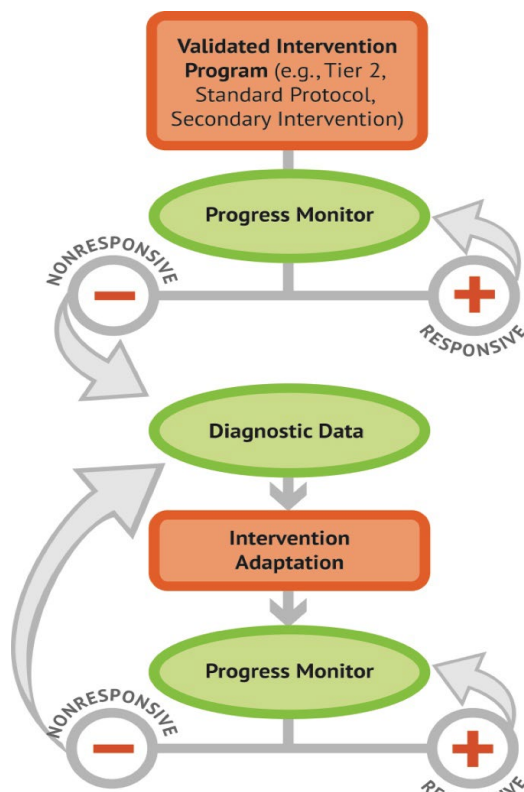 Validated Intervention
Program (e.g., Tier 2,
Standard Protocol,
Secondary Intervention)
Progress Monitor
NONRESPONSIVE
RESPONSIVE
Diagnostic Data
Intervention
Adaptation
Progress Monitor
NONRESPONSIVE